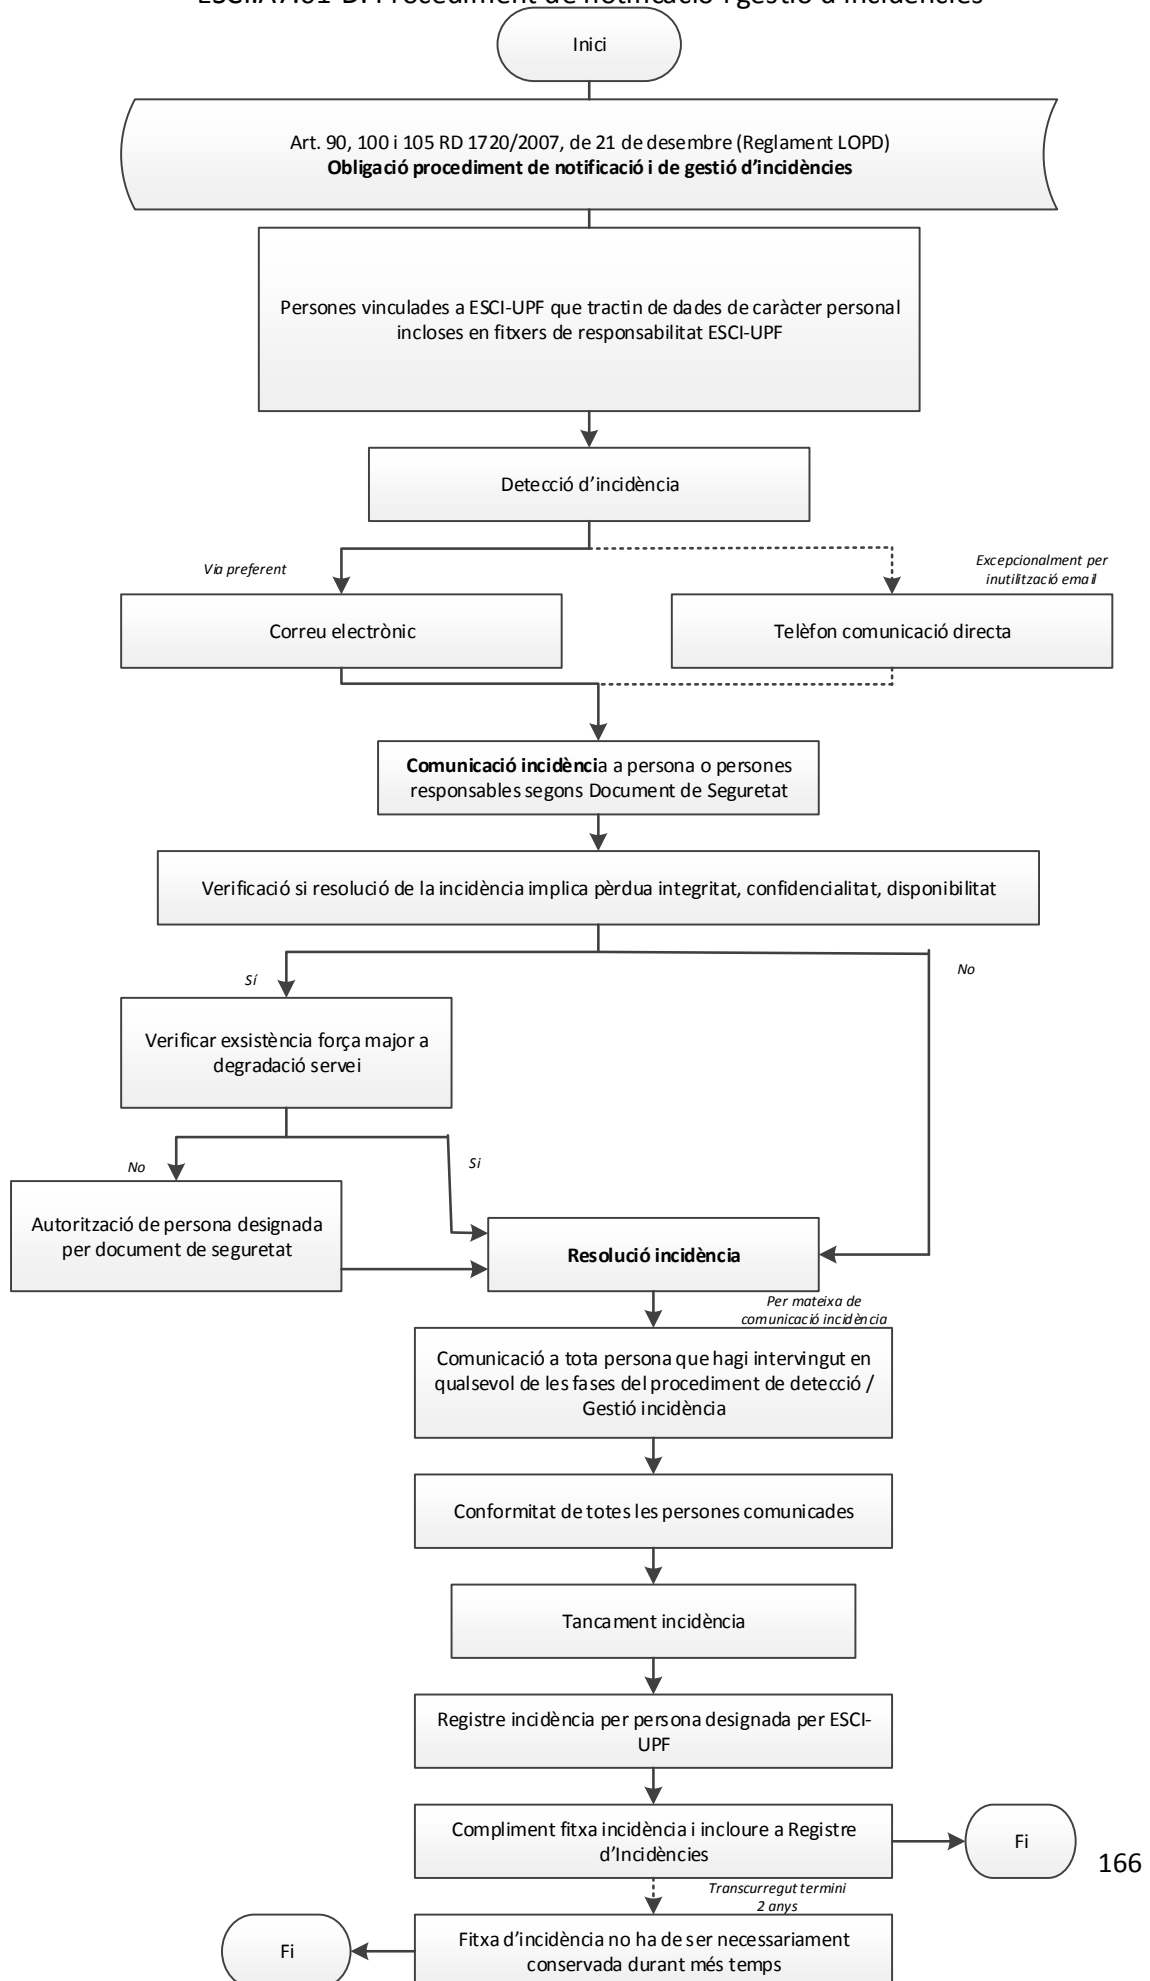 ESCI.A7.01-D. Procediment de notificació i gestió d'incidències
Inici
Art. 90, 100 i 105 RD 1720/2007, de 21 de desembre (Reglament LOPD)
Obligació procediment de notificació i de gestió d'incidències
Persones vinculades a ESCI-UPF que tractin de dades de caràcter personal
incloses en fitxers de responsabilitat ESCI-UPF
Detecció d'incidència
Via preferent
Excepcionalment per
inutilització email
Correu electrònic
Telèfon comunicació directa
Comunicació incidència a persona o persones
responsables segons Document de Seguretat
Verificació si resolució de la incidència implica pèrdua integritat, confidencialitat, disponibilitat
Sí
No
Verificar exsistència força major a
degradació servei
No
Si
Autorització de persona designada
per document de seguretat
Resolució incidència
Per mateixa de
comunicació incidència
Comunicació a tota persona que hagi intervingut en
qualsevol de les fases del procediment de detecció /
Gestió incidència
Conformitat de totes les persones comunicades
Tancament incidència
Registre incidència per persona designada per ESCI-
UPF
Compliment fitxa incidència i incloure a Registre
d'Incidències
Fi
166
Transcurregut termini
2 anys
Fitxa d'incidència no ha de ser necessariament
conservada durant més temps
Fi